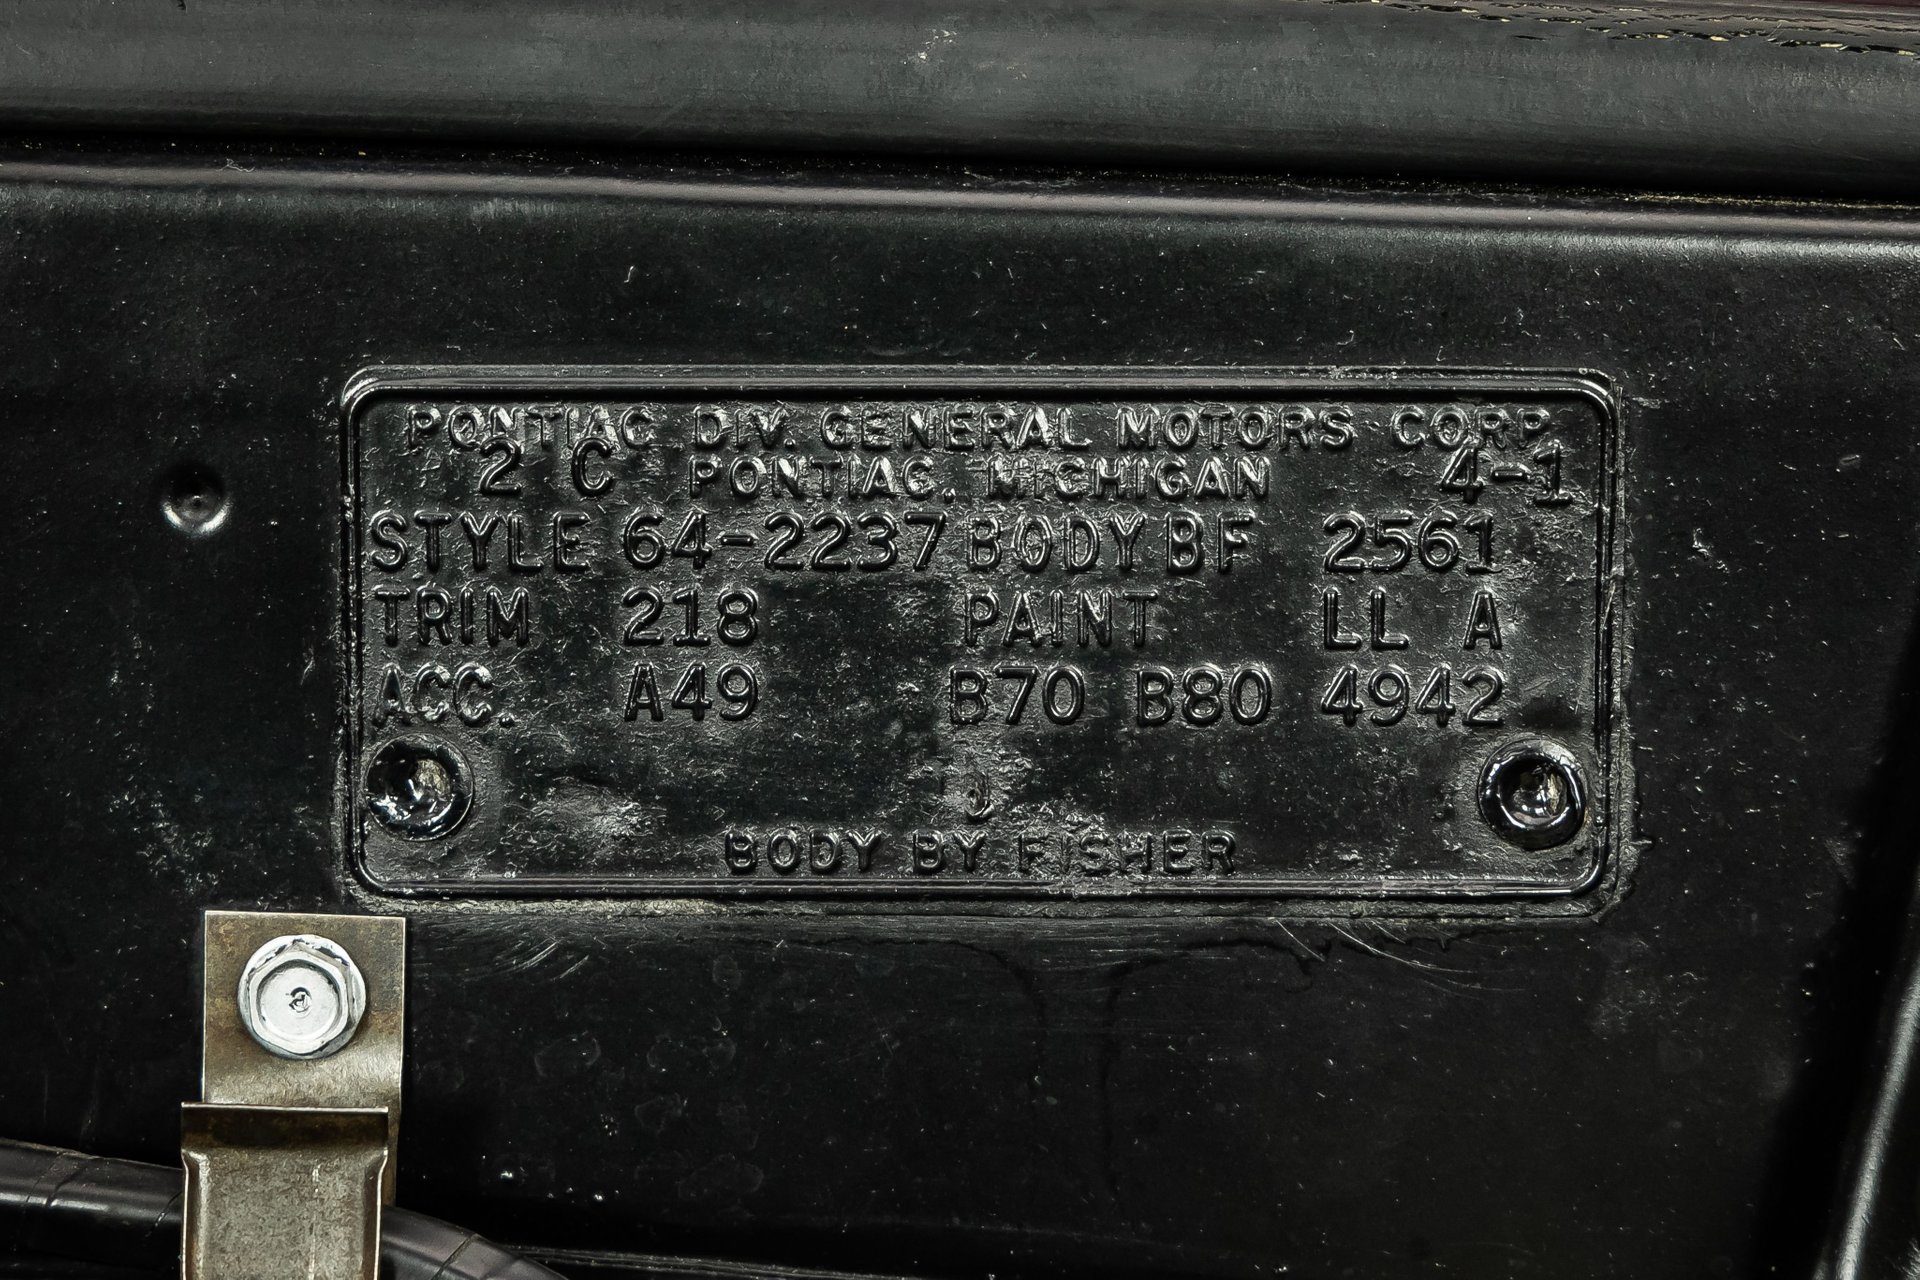 PONTIAC DIV. GENERAL MOTORS CORP.
2 C PONTIAC, MICHIGAN 4-1
STYLE 64-2237 BODY BF 2561
TRIM 218 PAINT LL A
ACC. A49 B70 B80 4942
BODY BY FISHER